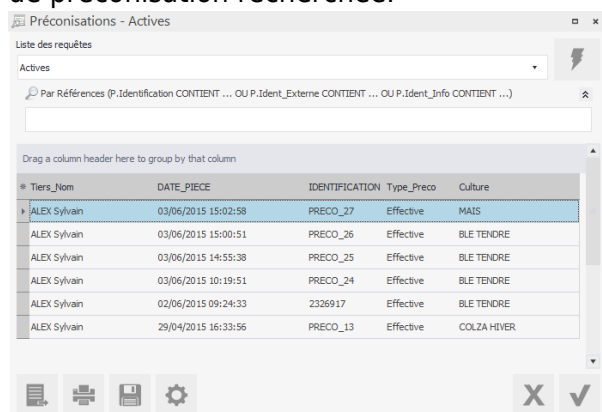 de préconisation recherchée.
Préconisations - Actives
Liste des requêtes
Actives
Par Références (P.Identification CONTIENT ... OU P.Ident_Externe CONTIENT ... OU P.Ident_Info CONTIENT ...)
Drag a column header here to group by that column
Tiers_Nom DATE_PIECE IDENTIFICATION Type_Preco Culture
ALEX Sylvain 03/06/2015 15:02:58 PRECO_27 Effective MAIS
ALEX Sylvain 03/06/2015 15:00:51 PRECO_26 Effective BLE TENDRE
ALEX Sylvain 03/06/2015 14:55:38 PRECO_25 Effective BLE TENDRE
ALEX Sylvain 03/06/2015 10:19:51 PRECO_24 Effective BLE TENDRE
ALEX Sylvain 02/06/2015 09:24:33 2326917 Effective BLE TENDRE
ALEX Sylvain 29/04/2015 16:33:56 PRECO_13 Effective COLZA HIVER